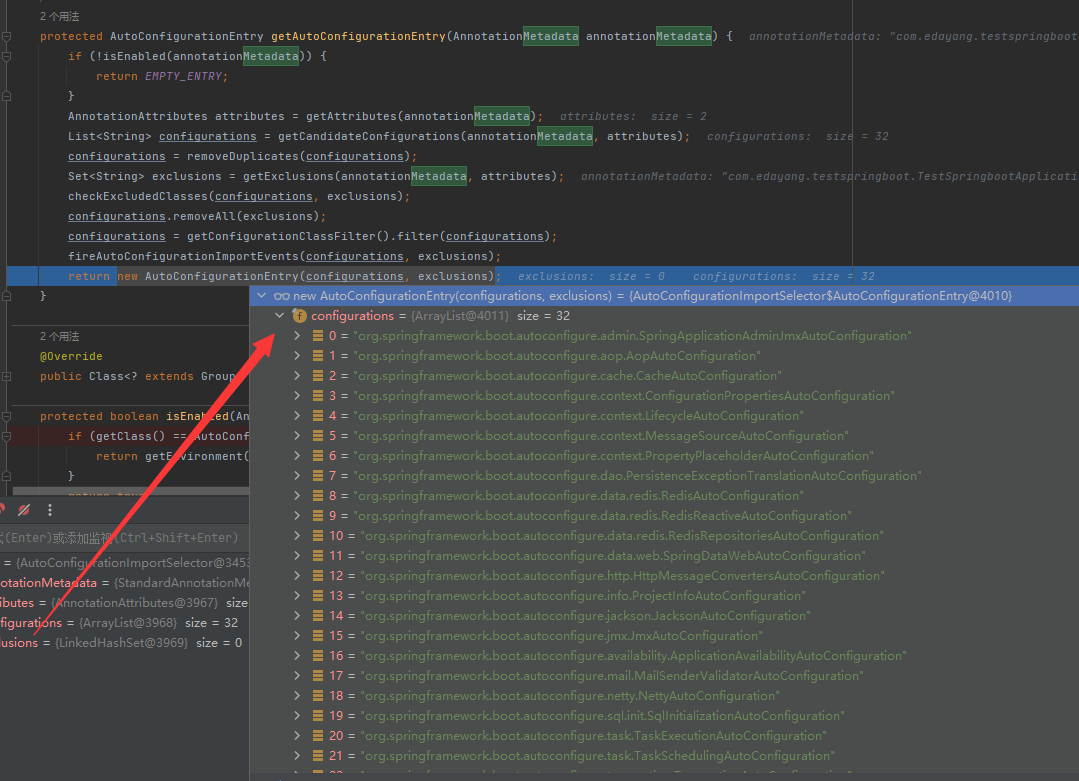 2 个用法
protected AutoConfigurationEntry getAutoConfigurationEntry(AnnotationMetadata annotationMetadata) { annotationMetadata: "com.edayang.testspringboot
if (!isEnabled(annotationMetadata)) {
return EMPTY_ENTRY;
}
AnnotationAttributes attributes = getAttributes(annotationMetadata); attributes: size = 2
List<String> configurations = getCandidateConfigurations(annotationMetadata, attributes); configurations: size = 32
configurations = removeDuplicates(configurations);
Set<String> exclusions = getExclusions(annotationMetadata, attributes); annotationMetadata: "com.edayang.testspringboot.TestSpringbootApplicati
checkExcludedClasses(configurations, exclusions);
configurations.removeAll(exclusions);
configurations = getConfigurationClassFilter().filter(configurations);
fireAutoConfigurationImportEvents(configurations, exclusions);
return new AutoConfigurationEntry(configurations, exclusions); exclusions: size = 0 configurations: size = 32
}
new AutoConfigurationEntry(configurations, exclusions) = {AutoConfigurationImportSelector$AutoConfigurationEntry@4010}
configurations = {ArrayList@4011} size = 32
0 = "org.springframework.boot.autoconfigure.admin.SpringApplicationAdminJmxAutoConfiguration"
1 = "org.springframework.boot.autoconfigure.aop.AopAutoConfiguration"
2 = "org.springframework.boot.autoconfigure.cache.CacheAutoConfiguration"
3 = "org.springframework.boot.autoconfigure.context.ConfigurationPropertiesAutoConfiguration"
4 = "org.springframework.boot.autoconfigure.context.LifecycleAutoConfiguration"
5 = "org.springframework.boot.autoconfigure.context.MessageSourceAutoConfiguration"
6 = "org.springframework.boot.autoconfigure.context.PropertyPlaceholderAutoConfiguration"
7 = "org.springframework.boot.autoconfigure.dao.PersistenceExceptionTranslationAutoConfiguration"
8 = "org.springframework.boot.autoconfigure.data.redis.RedisAutoConfiguration"
9 = "org.springframework.boot.autoconfigure.data.redis.RedisReactiveAutoConfiguration"
10 = "org.springframework.boot.autoconfigure.data.redis.RedisRepositoriesAutoConfiguration"
11 = "org.springframework.boot.autoconfigure.data.web.SpringDataWebAutoConfiguration"
12 = "org.springframework.boot.autoconfigure.http.HttpMessageConvertersAutoConfiguration"
13 = "org.springframework.boot.autoconfigure.info.ProjectInfoAutoConfiguration"
14 = "org.springframework.boot.autoconfigure.jackson.JacksonAutoConfiguration"
15 = "org.springframework.boot.autoconfigure.jmx.JmxAutoConfiguration"
16 = "org.springframework.boot.autoconfigure.availability.ApplicationAvailabilityAutoConfiguration"
17 = "org.springframework.boot.autoconfigure.mail.MailSenderValidatorAutoConfiguration"
18 = "org.springframework.boot.autoconfigure.netty.NettyAutoConfiguration"
19 = "org.springframework.boot.autoconfigure.sql.init.SqlInitializationAutoConfiguration"
20 = "org.springframework.boot.autoconfigure.task.TaskExecutionAutoConfiguration"
21 = "org.springframework.boot.autoconfigure.task.TaskSchedulingAutoConfiguration"
2 个用法
@Override
public Class<? extends Group
protected boolean isEnabled(An
if (getClass() == AutoConf
return getEnvironment(
}
(Enter)或添加监视(Ctrl+Shift+Enter)
= {AutoConfigurationImportSelector@3453
otationMetadata = {StandardAnnotationMe
ibutes = {AnnotationAttributes@3967} size
figurations = {ArrayList@3968} size = 32
lusions = {LinkedHashSet@3969} size = 0